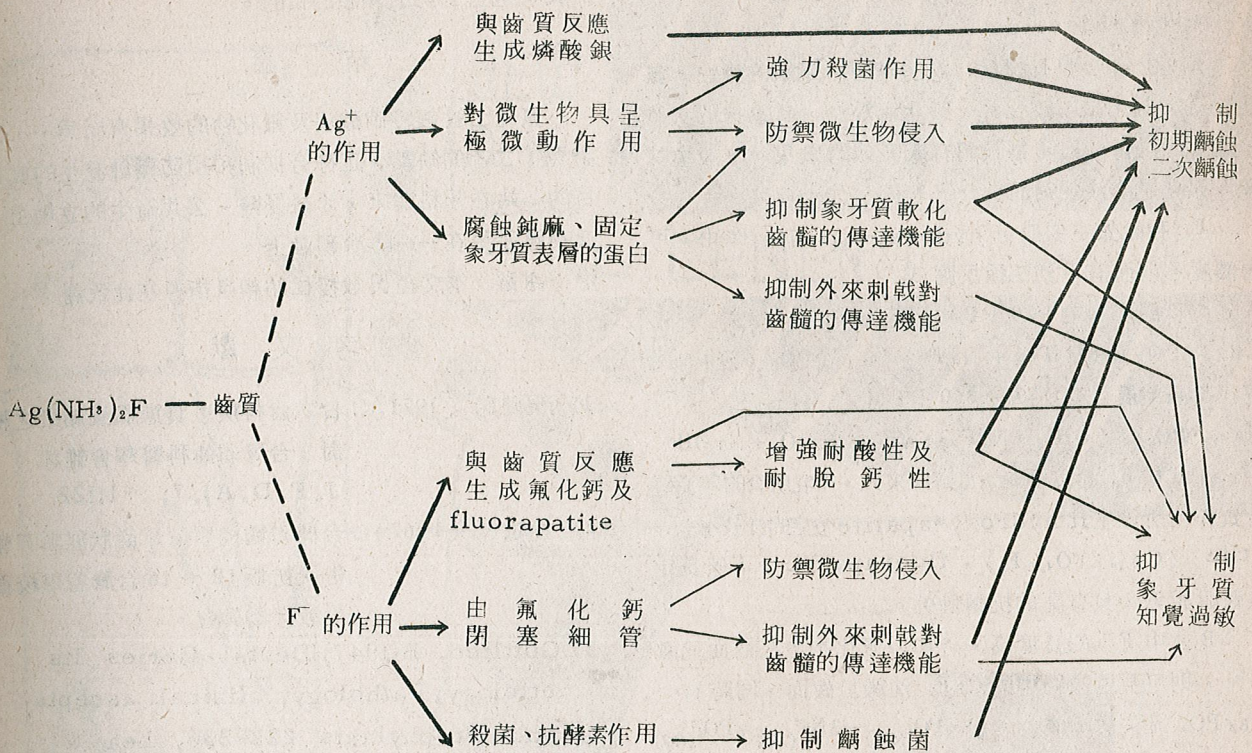 與齒質反應
生成燐酸銀
Ag⁺
的作用
對微生物具呈
極微動作用
腐蝕鈍麻、固定
象牙質表層的蛋白
強力殺菌作用
防禦微生物侵入
抑制象牙質軟化
齒髓的傳達機能
抑制外來刺戟對
齒髓的傳達機能
抑制
初期齲蝕
二次齲蝕
Ag(NH³)₂F
齒質
與齒質反應
生成氟化鈣及
fluorapatite
F⁻ 的作用
由氟化鈣
閉塞細管
殺菌、抗酵素作用
增強耐酸性及
耐脫鈣性
防禦微生物侵入
抑制外來刺戟對
齒髓的傳達機能
抑制齲蝕菌
抑制
象牙質
知覺過敏